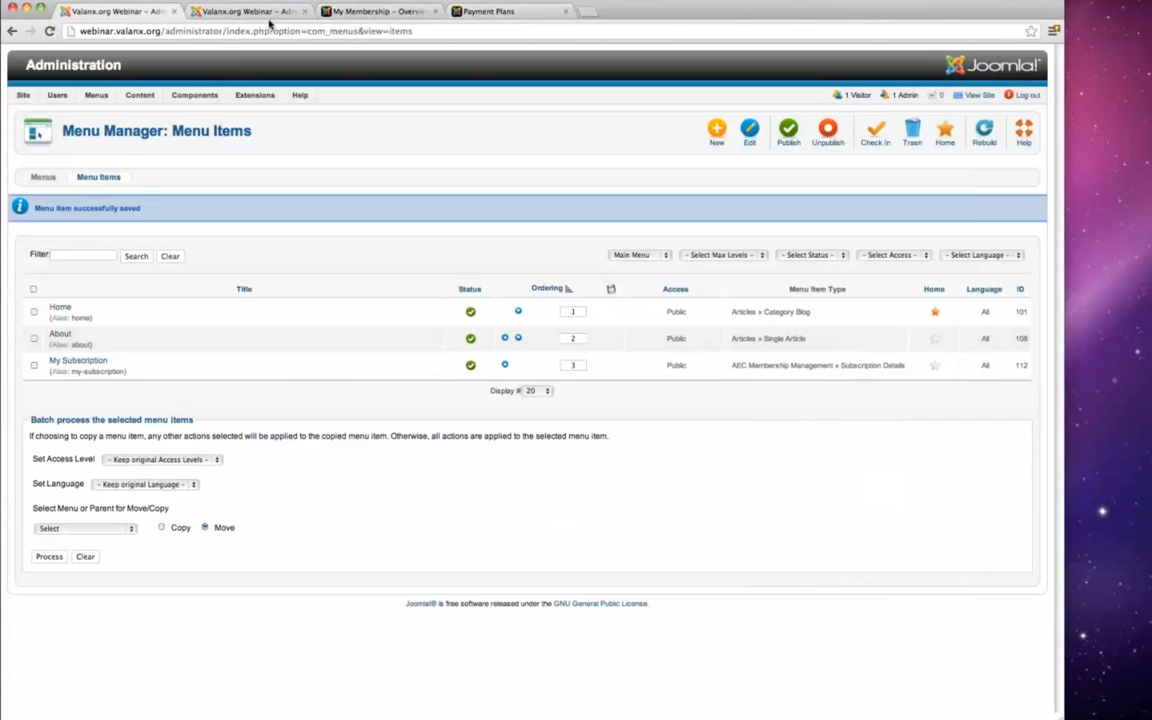 Valanx.org Webinar – Adm
Valanx.org Webinar – Adm
My Membership – Overvie
Payment Plans
webinar.valanx.org/administrator/index.php?option=com_menus&view=items
Administration
Joomla!®
Site Users Menus Content Components Extensions Help
1 Visitor 1 Admin 0 View Site Log out
Menu Manager: Menu Items
New Edit Publish Unpublish Check In Trash Home Rebuild Help
Menus Menu Items
Menu Item successfully saved
Filter: Search Clear Main Menu - Select Max Levels - - Select Status - - Select Access - - Select Language -
Title Status Ordering Access Menu Item Type Home Language ID
Home 1 Public Articles » Category Blog All 101
(Alias: home)
About 2 Public Articles » Single Article All 108
(Alias: about)
My Subscription 3 Public AEC Membership Management » Subscription Details All 112
(Alias: my-subscription)
Display # 20
Batch process the selected menu items
If choosing to copy a menu item, any other actions selected will be applied to the copied menu item. Otherwise, all actions are applied to the selected menu item.
Set Access Level - Keep original Access Levels -
Set Language - Keep original Language -
Select Menu or Parent for Move/Copy
Select Copy Move
Process Clear
Joomla!® is free software released under the GNU General Public License.